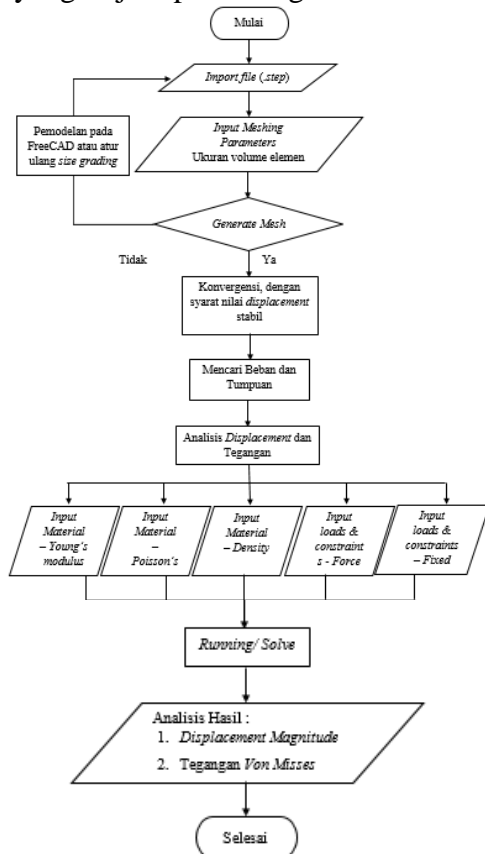 Mulai
Import file (.step)
Pemodelan pada
FreeCAD atau atur
ulang size grading
Input Meshing
Parameters
Ukuran volume elemen
Generate Mesh
Tidak
Ya
Konvergensi, dengan
syarat nilai displacement
stabil
Mencari Beban dan
Tumpuan
Analisis Displacement dan
Tegangan
Input
Material
– Young's
modulus
Input
Material
–
Poisson's
Input
Material
– Density
Input
loads &
constraint
s - Force
Input
loads &
constraints
– Fixed
Running/ Solve
Analisis Hasil :
1. Displacement Magnitude
2. Tegangan Von Misses
Selesai